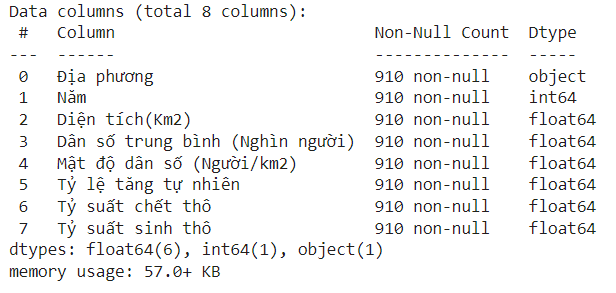 Data columns (total 8 columns):
 #   Column                           Non-Null Count  Dtype
---  ------                           --------------  -----
 0   Địa phương                       910 non-null    object
 1   Năm                              910 non-null    int64
 2   Diện tích(Km2)                   910 non-null    float64
 3   Dân số trung bình (Nghìn người)  910 non-null    float64
 4   Mật độ dân số (Người/km2)        910 non-null    float64
 5   Tỷ lệ tăng tự nhiên              910 non-null    float64
 6   Tỷ suất chết thô                 910 non-null    float64
 7   Tỷ suất sinh thô                 910 non-null    float64
dtypes: float64(6), int64(1), object(1)
memory usage: 57.0+ KB